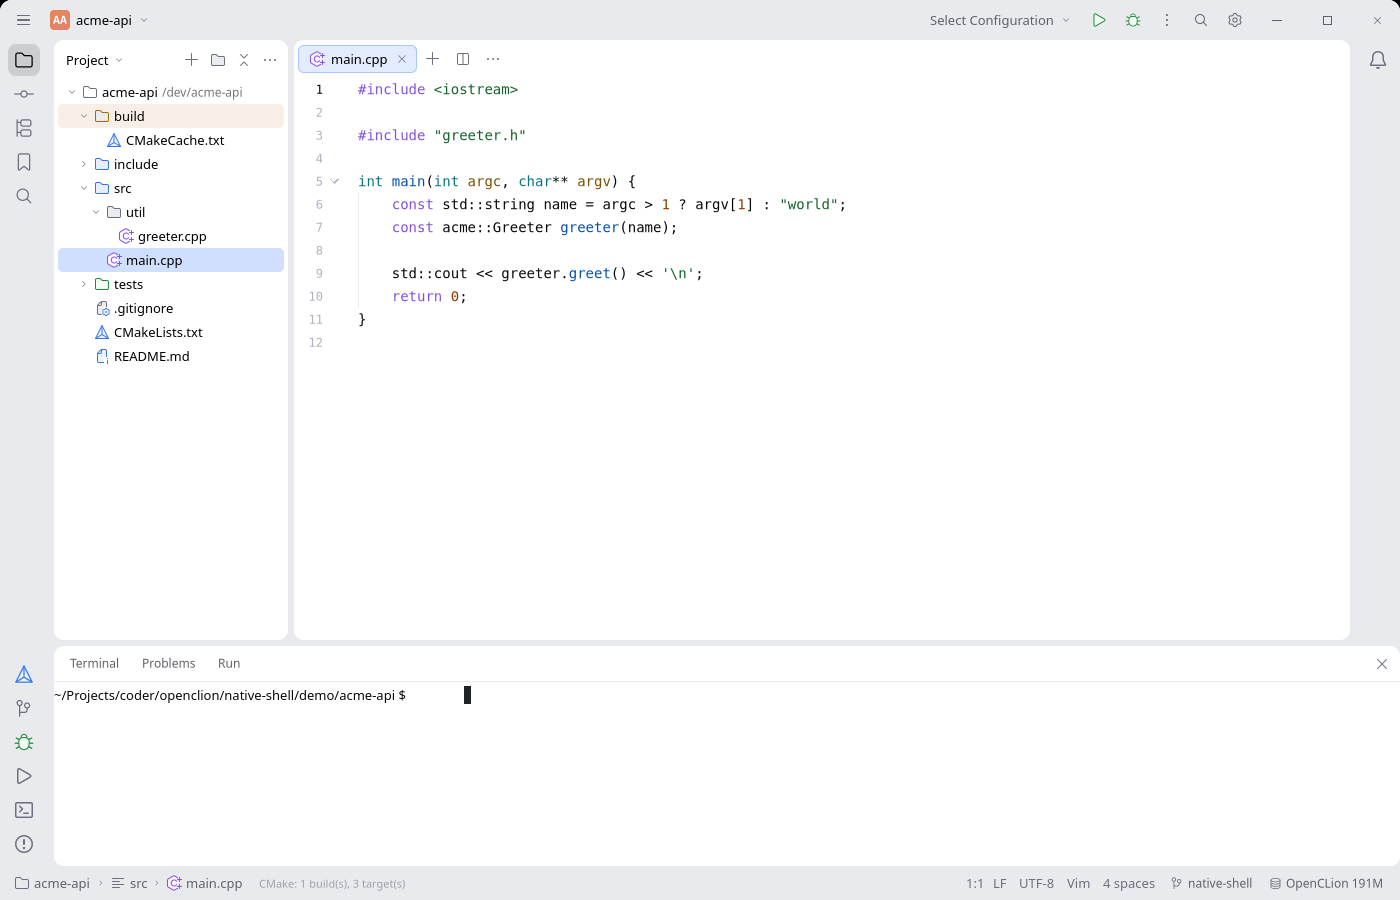 AA acme-api
Select Configuration
Project
acme-api /dev/acme-api
build
CMakeCache.txt
include
src
util
greeter.cpp
main.cpp
tests
.gitignore
CMakeLists.txt
README.md
main.cpp
1 #include <iostream>
2
3 #include "greeter.h"
4
5 int main(int argc, char** argv) {
6     const std::string name = argc > 1 ? argv[1] : "world";
7     const acme::Greeter greeter(name);
8
9     std::cout << greeter.greet() << '\n';
10     return 0;
11 }
12
Terminal Problems Run
~/Projects/coder/openclion/native-shell/demo/acme-api $
acme-api src main.cpp CMake: 1 build(s), 3 target(s) 1:1 LF UTF-8 Vim 4 spaces native-shell OpenCLion 191M